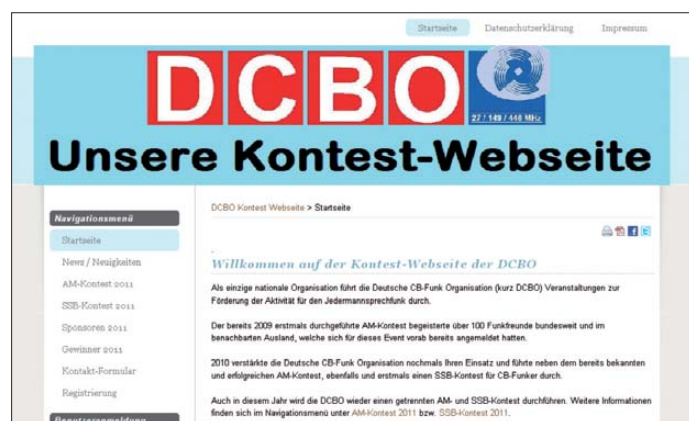 Startseite Datenschutzerklärung Impressum
DCBO
27 / 149 / 446 MHz
Unsere Kontest-Webseite
DCBO Kontest Webseite > Startseite
Navigationsmenü
Startseite
News / Neuigkeiten
AM-Kontest 2011
SSB-Kontest 2011
Sponsoren 2011
Gewinner 2011
Kontakt-Formular
Registrierung
Benutzeranmeldung
Willkommen auf der Kontest-Webseite der DCBO
Als einzige nationale Organisation führt die Deutsche CB-Funk Organisation (kurz DCBO) Veranstaltungen zur
Förderung der Aktivität für den Jedermannsprechfunk durch.
Der bereits 2009 erstmals durchgeführte AM-Kontest begeisterte über 100 Funkfreunde bundesweit und im
benachbarten Ausland, welche sich für dieses Event vorab bereits angemeldet hatten.
2010 verstärkte die Deutsche CB-Funk Organisation nochmals Ihren Einsatz und führte neben dem bereits bekannten
und erfolgreichen AM-Kontest, ebenfalls und erstmals einen SSB-Kontest für CB-Funker durch.
Auch in diesem Jahr wird die DCBO wieder einen getrennten AM- und SSB-Kontest durchführen. Weitere Informationen
finden sich im Navigationsmenü unter AM-Kontest 2011 bzw. SSB-Kontest 2011.